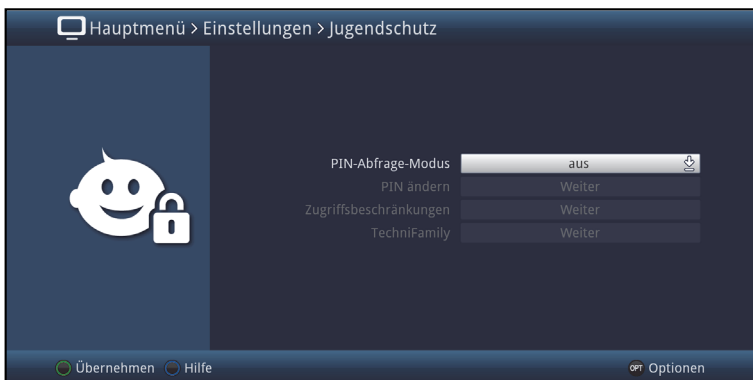 Hauptmenü > Einstellungen > Jugendschutz
PIN-Abfrage-Modus aus
PIN ändern Weiter
Zugriffsbeschränkungen Weiter
TechniFamily Weiter
Übernehmen Hilfe OPT Optionen